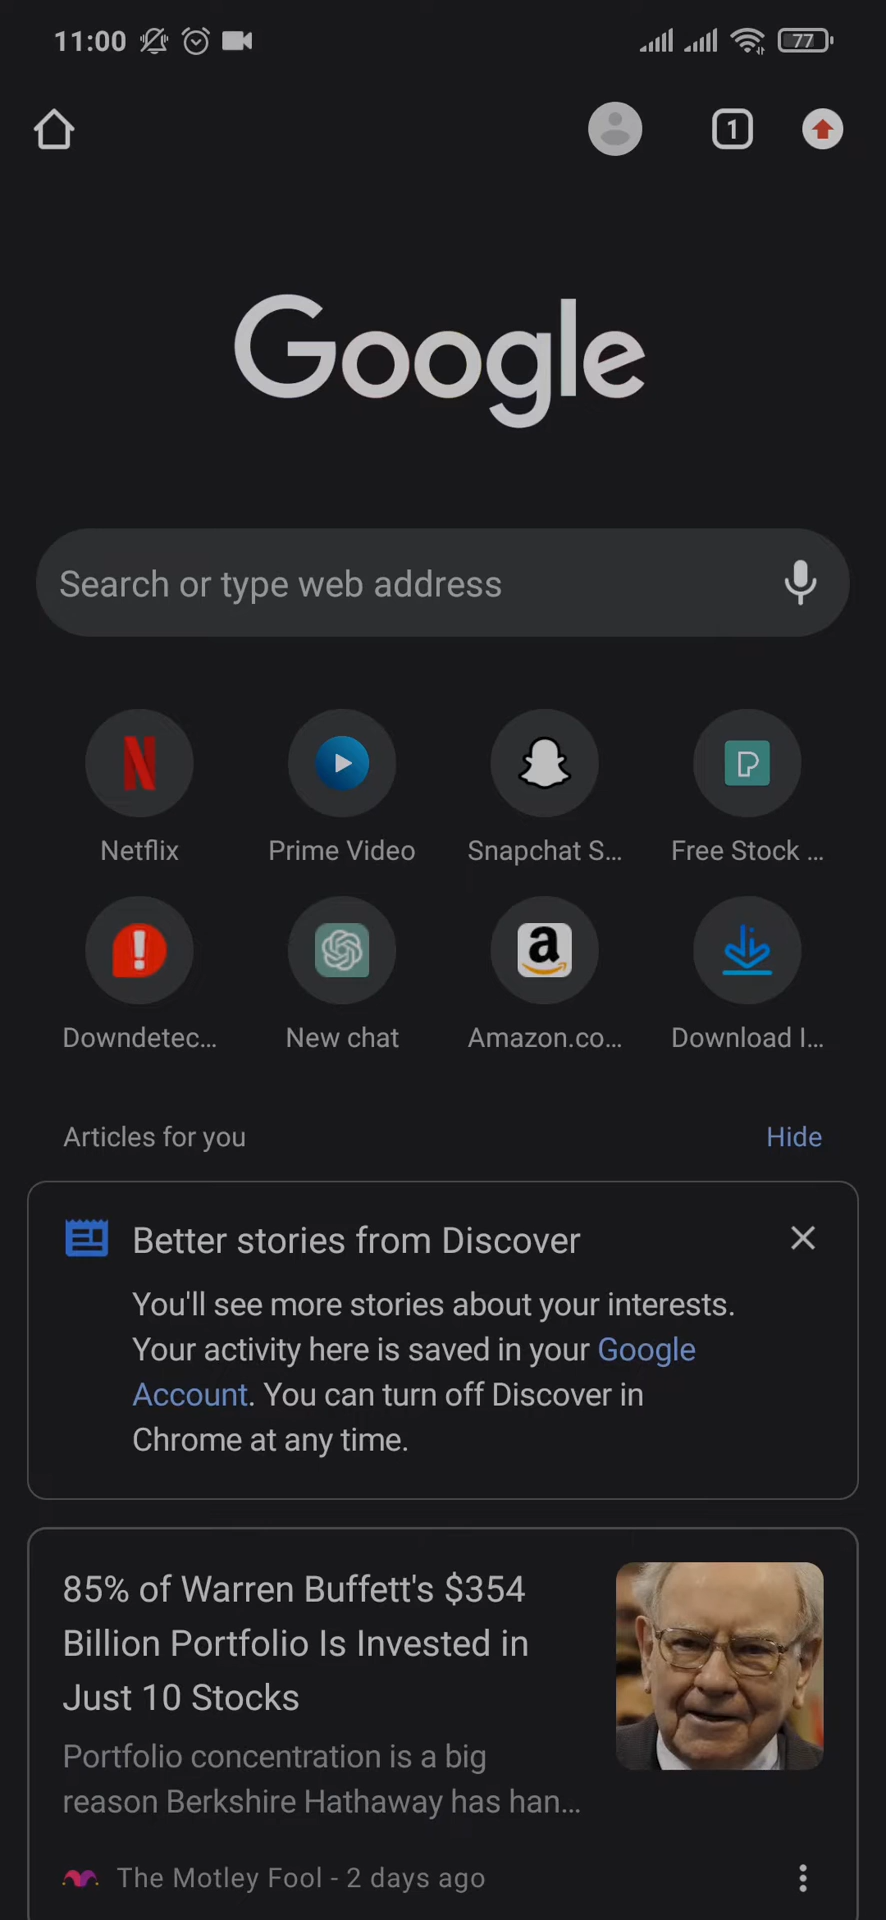 11:00
77
1
Google
Search or type web address
Netflix
Prime Video
Snapchat S...
Free Stock ...
Downdetec...
New chat
Amazon.co...
Download I...
Articles for you
Hide
Better stories from Discover
You'll see more stories about your interests.
Your activity here is saved in your Google
Account. You can turn off Discover in
Chrome at any time.
85% of Warren Buffett's $354
Billion Portfolio Is Invested in
Just 10 Stocks
Portfolio concentration is a big
reason Berkshire Hathaway has han...
The Motley Fool - 2 days ago